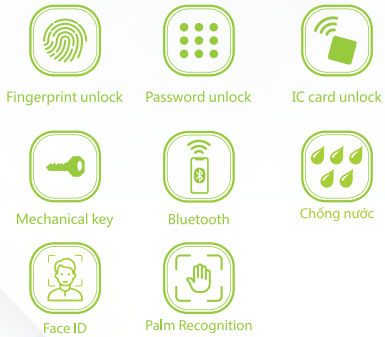 Fingerprint unlock
Password unlock
IC card unlock
Mechanical key
Bluetooth
Chống nước
Face ID
Palm Recognition